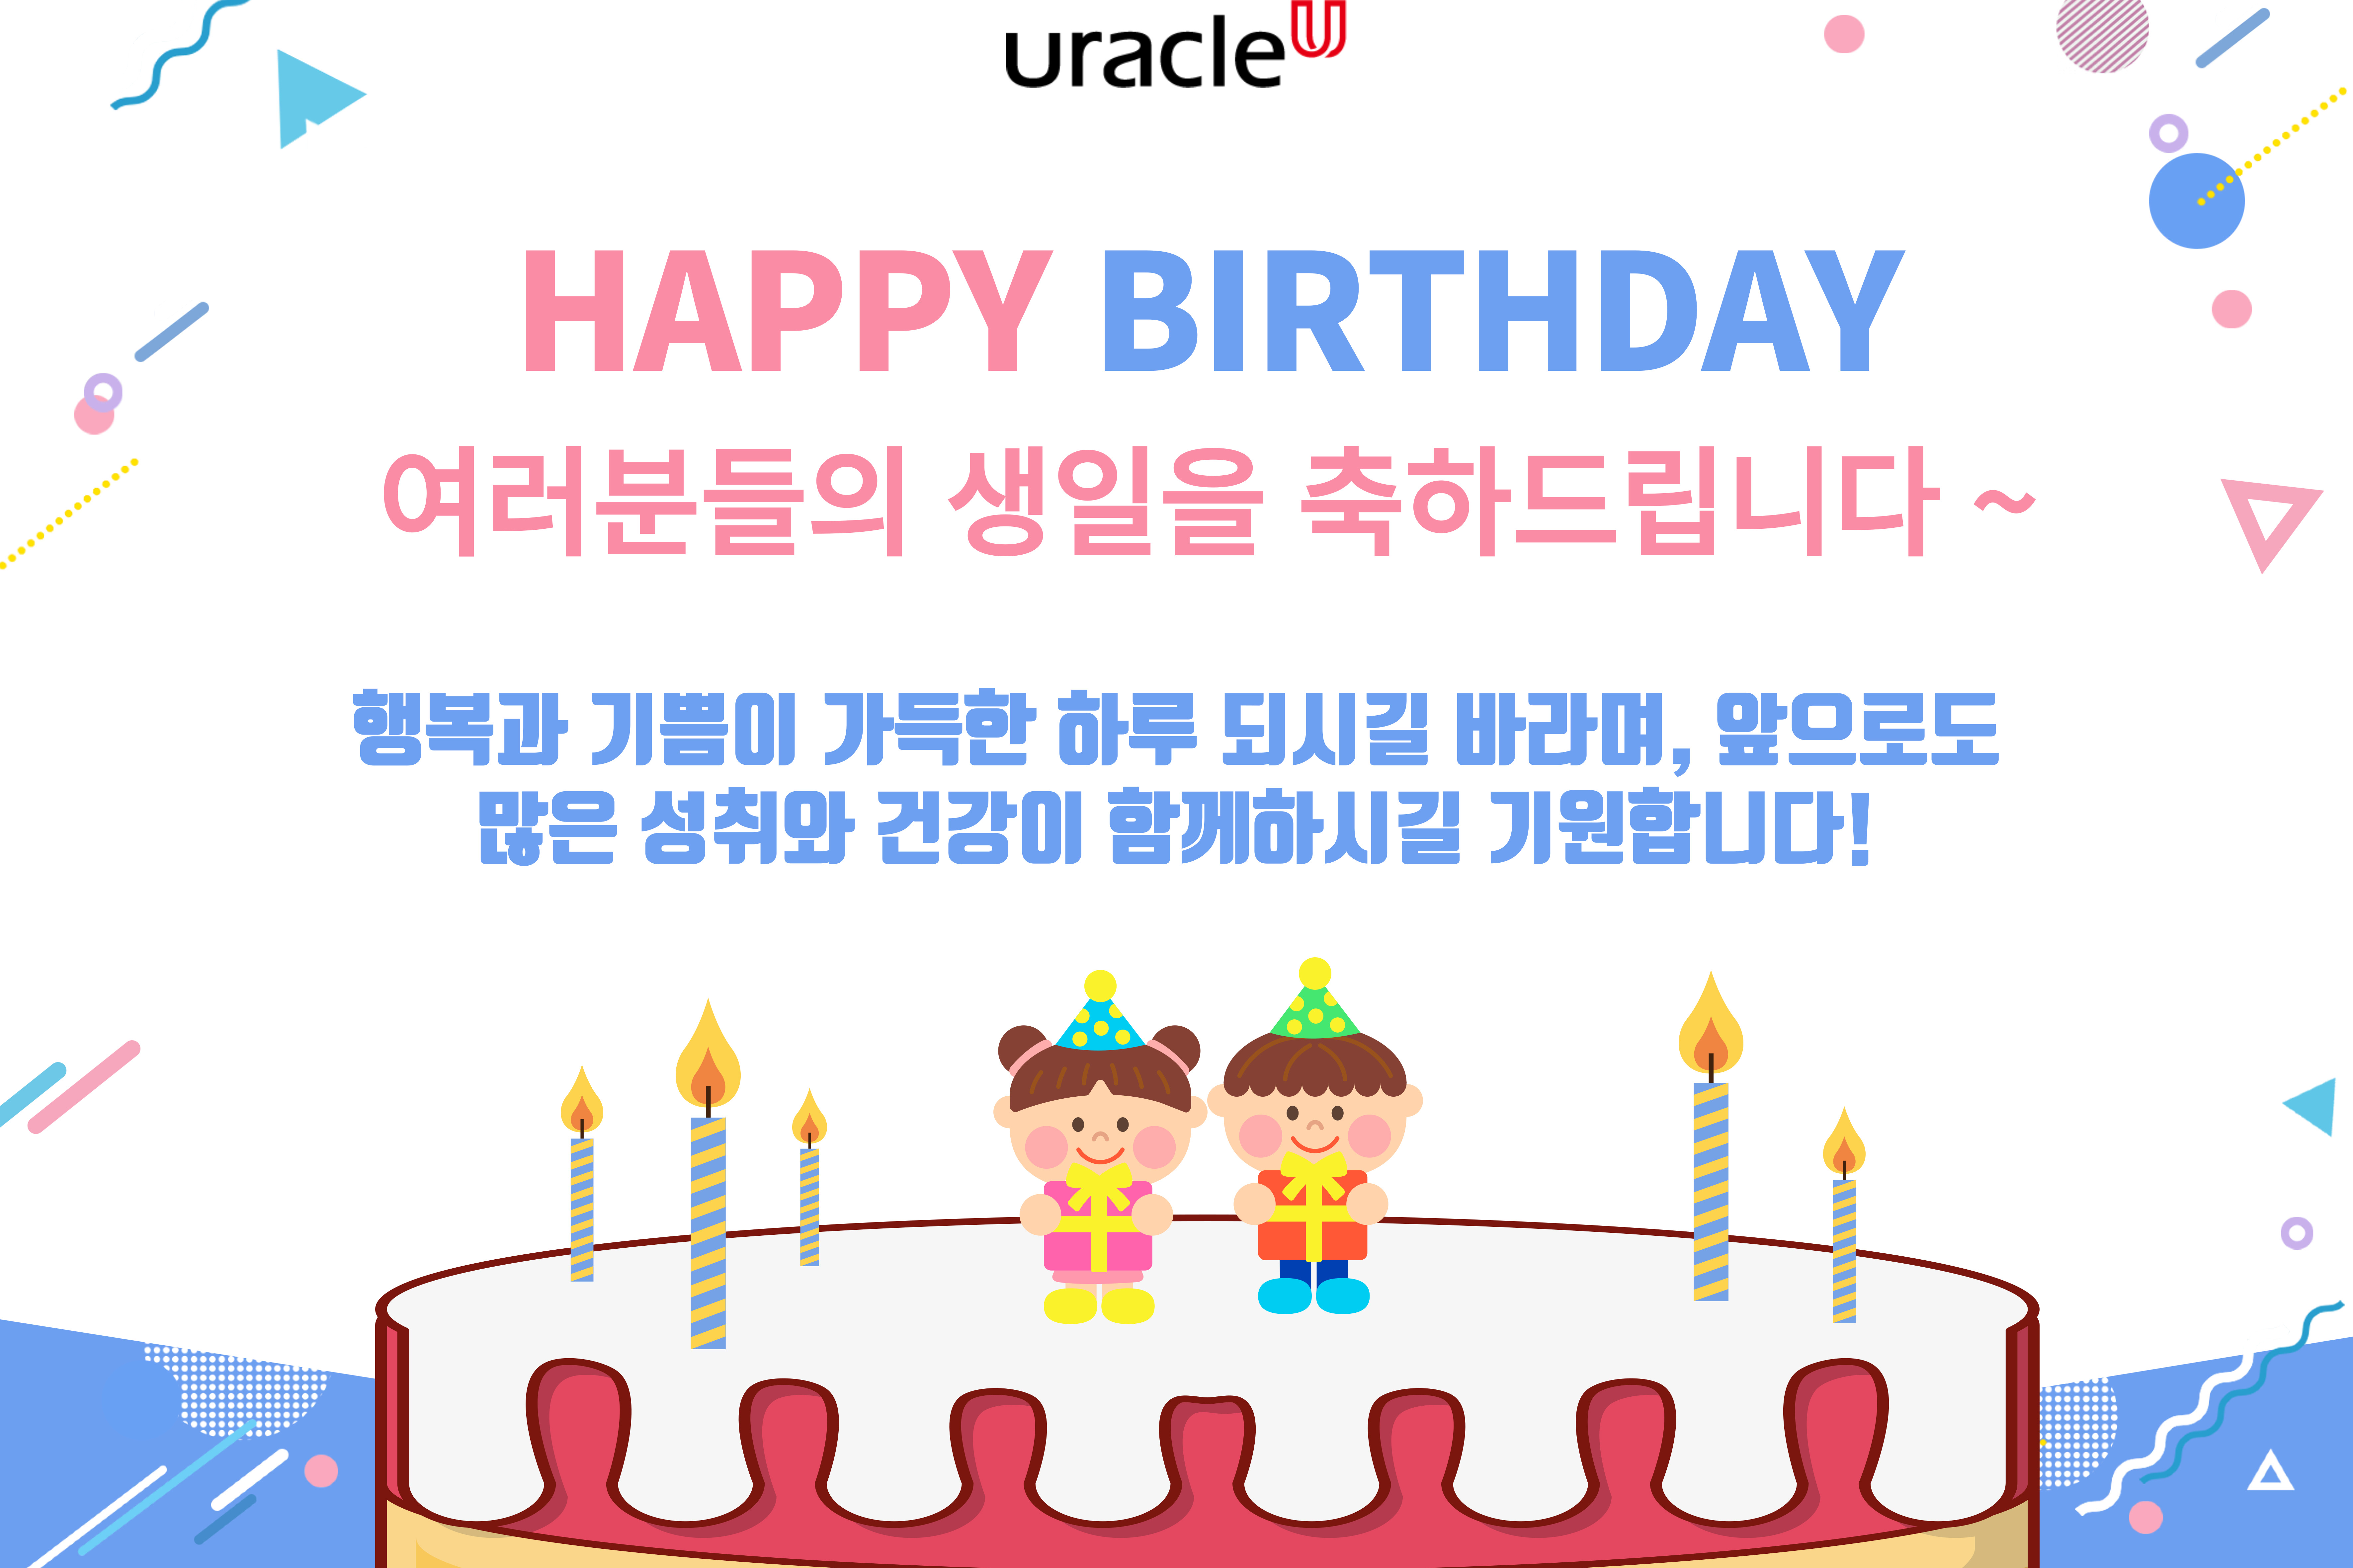 uracle U
HAPPY BIRTHDAY
여러분들의 생일을 축하드립니다 ~
행복과 기쁨이 가득한 하루 되시길 바라며, 앞으로도
많은 성취와 건강이 함께하시길 기원합니다!